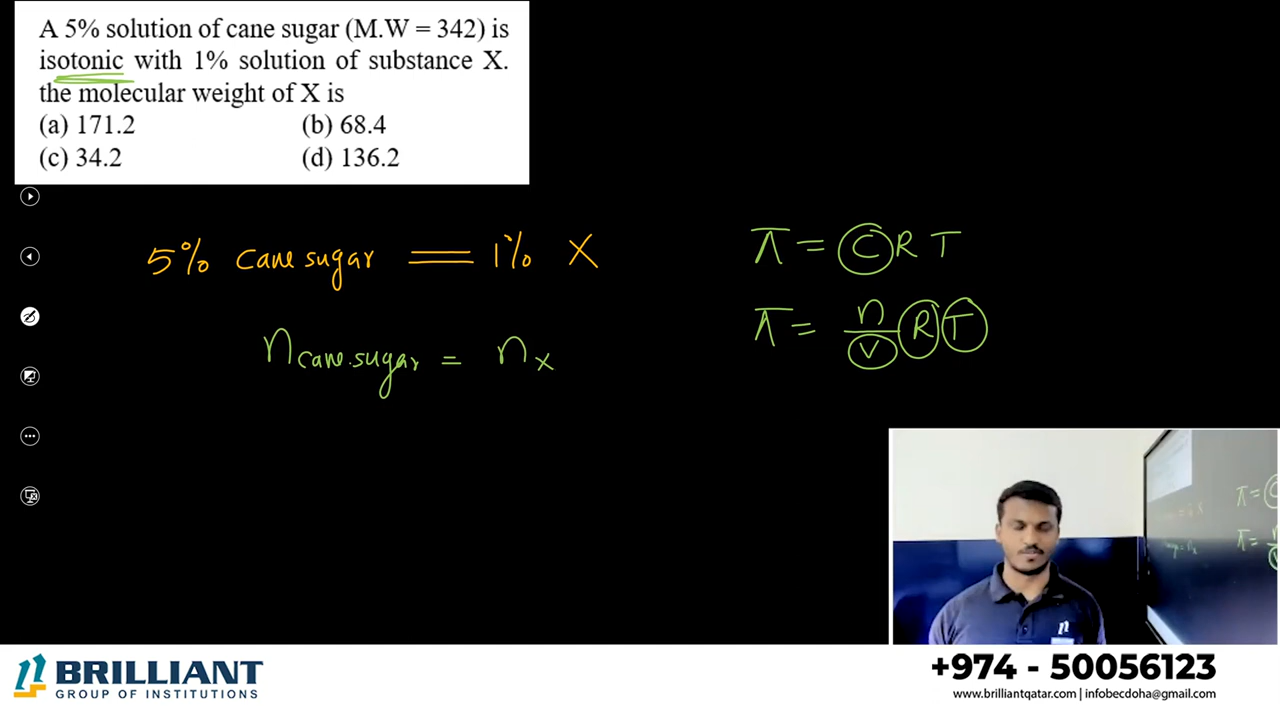 A 5% solution of cane sugar (M.W = 342) is
isotonic with 1% solution of substance X.
the molecular weight of X is
(a) 171.2 (b) 68.4
(c) 34.2 (d) 136.2
5% cane sugar = 1% X
n cane.sugar = n x
π = C R T
π = n/v R T
π = C
π = n
n
BRILLIANT
GROUP OF INSTITUTIONS
+974 - 50056123
www.brilliantqatar.com | infobecdoha@gmail.com